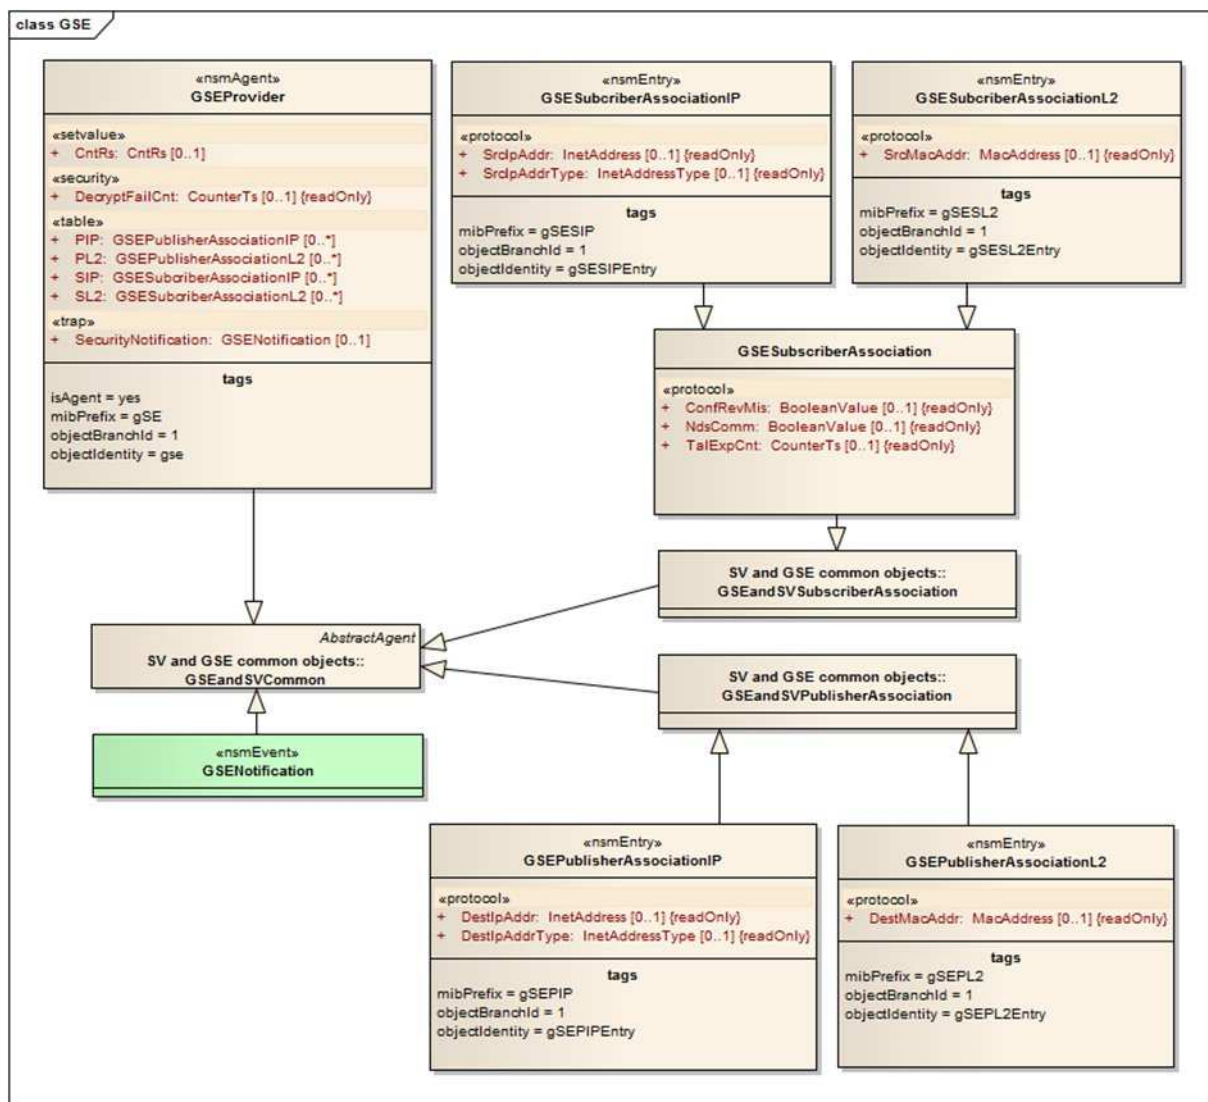 class GSE
«nsmAgent»
GSEProvider
«setvalue»
+ CntRs: CntRs [0..1]
«security»
+ DecryptFailCnt: CounterTs [0..1] {readOnly}
«table»
+ PIP: GSEPublisherAssociationIP [0..*]
+ PL2: GSEPublisherAssociationL2 [0..*]
+ SIP: GSESubcriberAssociationIP [0..*]
+ SL2: GSESubcriberAssociationL2 [0..*]
«trap»
+ SecurityNotification: GSENotification [0..1]
tags
isAgent = yes
mibPrefix = gSE
objectBranchId = 1
objectIdentity = gse
«nsmEntry»
GSESubcriberAssociationIP
«protocol»
+ SrcIpAddr: InetAddress [0..1] {readOnly}
+ SrcIpAddrType: InetAddressType [0..1] {readOnly}
tags
mibPrefix = gSESIP
objectBranchId = 1
objectIdentity = gSESIPEntry
«nsmEntry»
GSESubcriberAssociationL2
«protocol»
+ SrcMacAddr: MacAddress [0..1] {readOnly}
tags
mibPrefix = gSESL2
objectBranchId = 1
objectIdentity = gSESL2Entry
GSESubscriberAssociation
«protocol»
+ ConfRevMis: BooleanValue [0..1] {readOnly}
+ NdsComm: BooleanValue [0..1] {readOnly}
+ TalExpCnt: CounterTs [0..1] {readOnly}
SV and GSE common objects::
GSEandSVSubscriberAssociation
AbstractAgent
SV and GSE common objects::
GSEandSVCommon
SV and GSE common objects::
GSEandSVPublisherAssociation
«nsmEvent»
GSENotification
«nsmEntry»
GSEPublisherAssociationIP
«protocol»
+ DestIpAddr: InetAddress [0..1] {readOnly}
+ DestIpAddrType: InetAddressType [0..1] {readOnly}
tags
mibPrefix = gSEPIP
objectBranchId = 1
objectIdentity = gSEPIPEntry
«nsmEntry»
GSEPublisherAssociationL2
«protocol»
+ DestMacAddr: MacAddress [0..1] {readOnly}
tags
mibPrefix = gSEPL2
objectBranchId = 1
objectIdentity = gSEPL2Entry